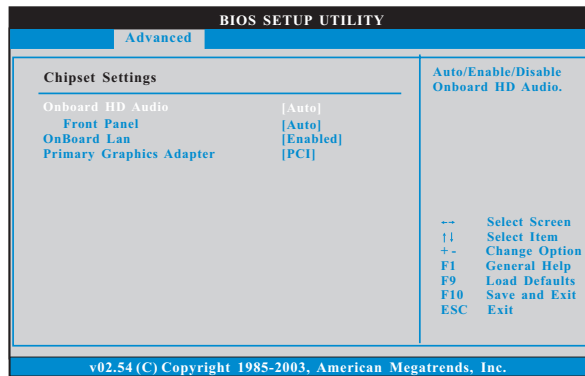 BIOS SETUP UTILITY
Advanced
Chipset Settings
Onboard HD Audio [Auto]
Front Panel [Auto]
OnBoard Lan [Enabled]
Primary Graphics Adapter [PCI]
Auto/Enable/Disable
Onboard HD Audio.
←→ Select Screen
↑↓ Select Item
+ - Change Option
F1 General Help
F9 Load Defaults
F10 Save and Exit
ESC Exit
v02.54 (C) Copyright 1985-2003, American Megatrends, Inc.